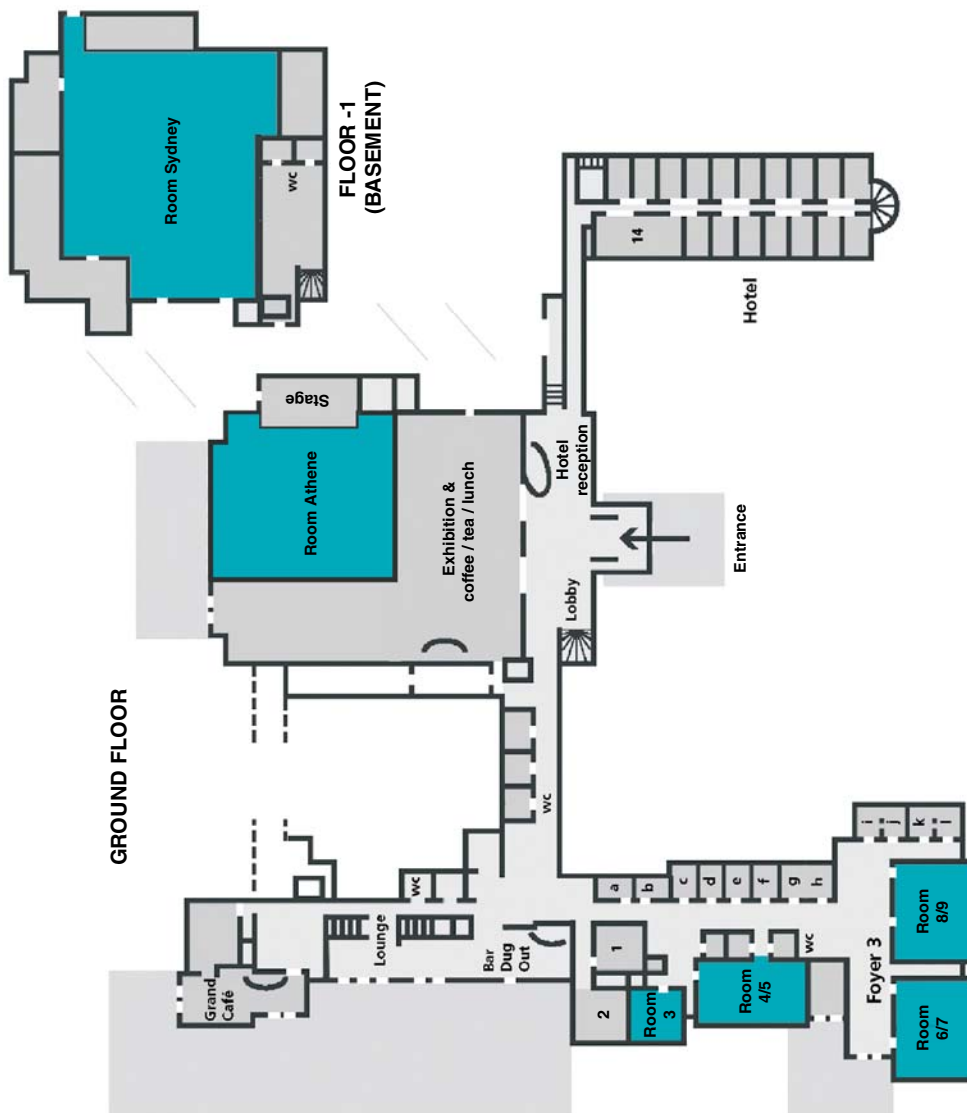 GROUND FLOOR
FLOOR -1
(BASEMENT)
Room Sydney
wc
Stage
Room Athene
Exhibition &
coffee / tea / lunch
Hotel
reception
Lobby
Entrance
14
Hotel
wc
wc
Grand
Café
Lounge
Bar
Dug
Out
1
2
Room
3
Room
4/5
wc
a
b
c
d
e
f
g
h
i
j
k
l
Foyer 3
Room
6/7
Room
8/9